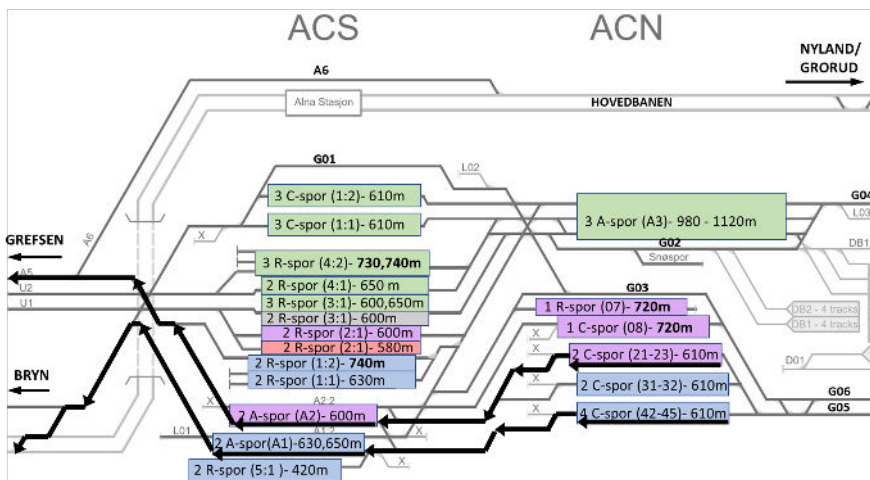 ACS
ACN
NYLAND/
GRORUD
A6
Alna Stasjon
HOVEDBANEN
G01
L02
3 C-spor (1:2)- 610m
3 C-spor (1:1)- 610m
X
A6
3 A-spor (A3)- 980 - 1120m
G04
L03
G02
DB1
Snøspor
GREFSEN
A5
U2
U1
3 R-spor (4:2)- 730,740m
2 R-spor (4:1)- 650 m
3 R-spor (3:1)- 600,650m
2 R-spor (3:1)- 600m
2 R-spor (2:1)- 600m
2 R-spor (2:1)- 580m
2 R-spor (1:2)- 740m
2 R-spor (1:1)- 630m
G03
1 R-spor (07)- 720m
X
1 C-spor (08)- 720m
X
2 C-spor (21-23)- 610m
X
2 C-spor (31-32)- 610m
X
4 C-spor (42-45)- 610m
DB2 - 4 tracks
DB1 - 4 tracks
D01
G06
G05
BRYN
X
A2:2
2 A-spor (A2)- 600m
X
L01
A1:2
X
2 A-spor(A1)-630,650m
X
2 R-spor (5:1 )- 420m